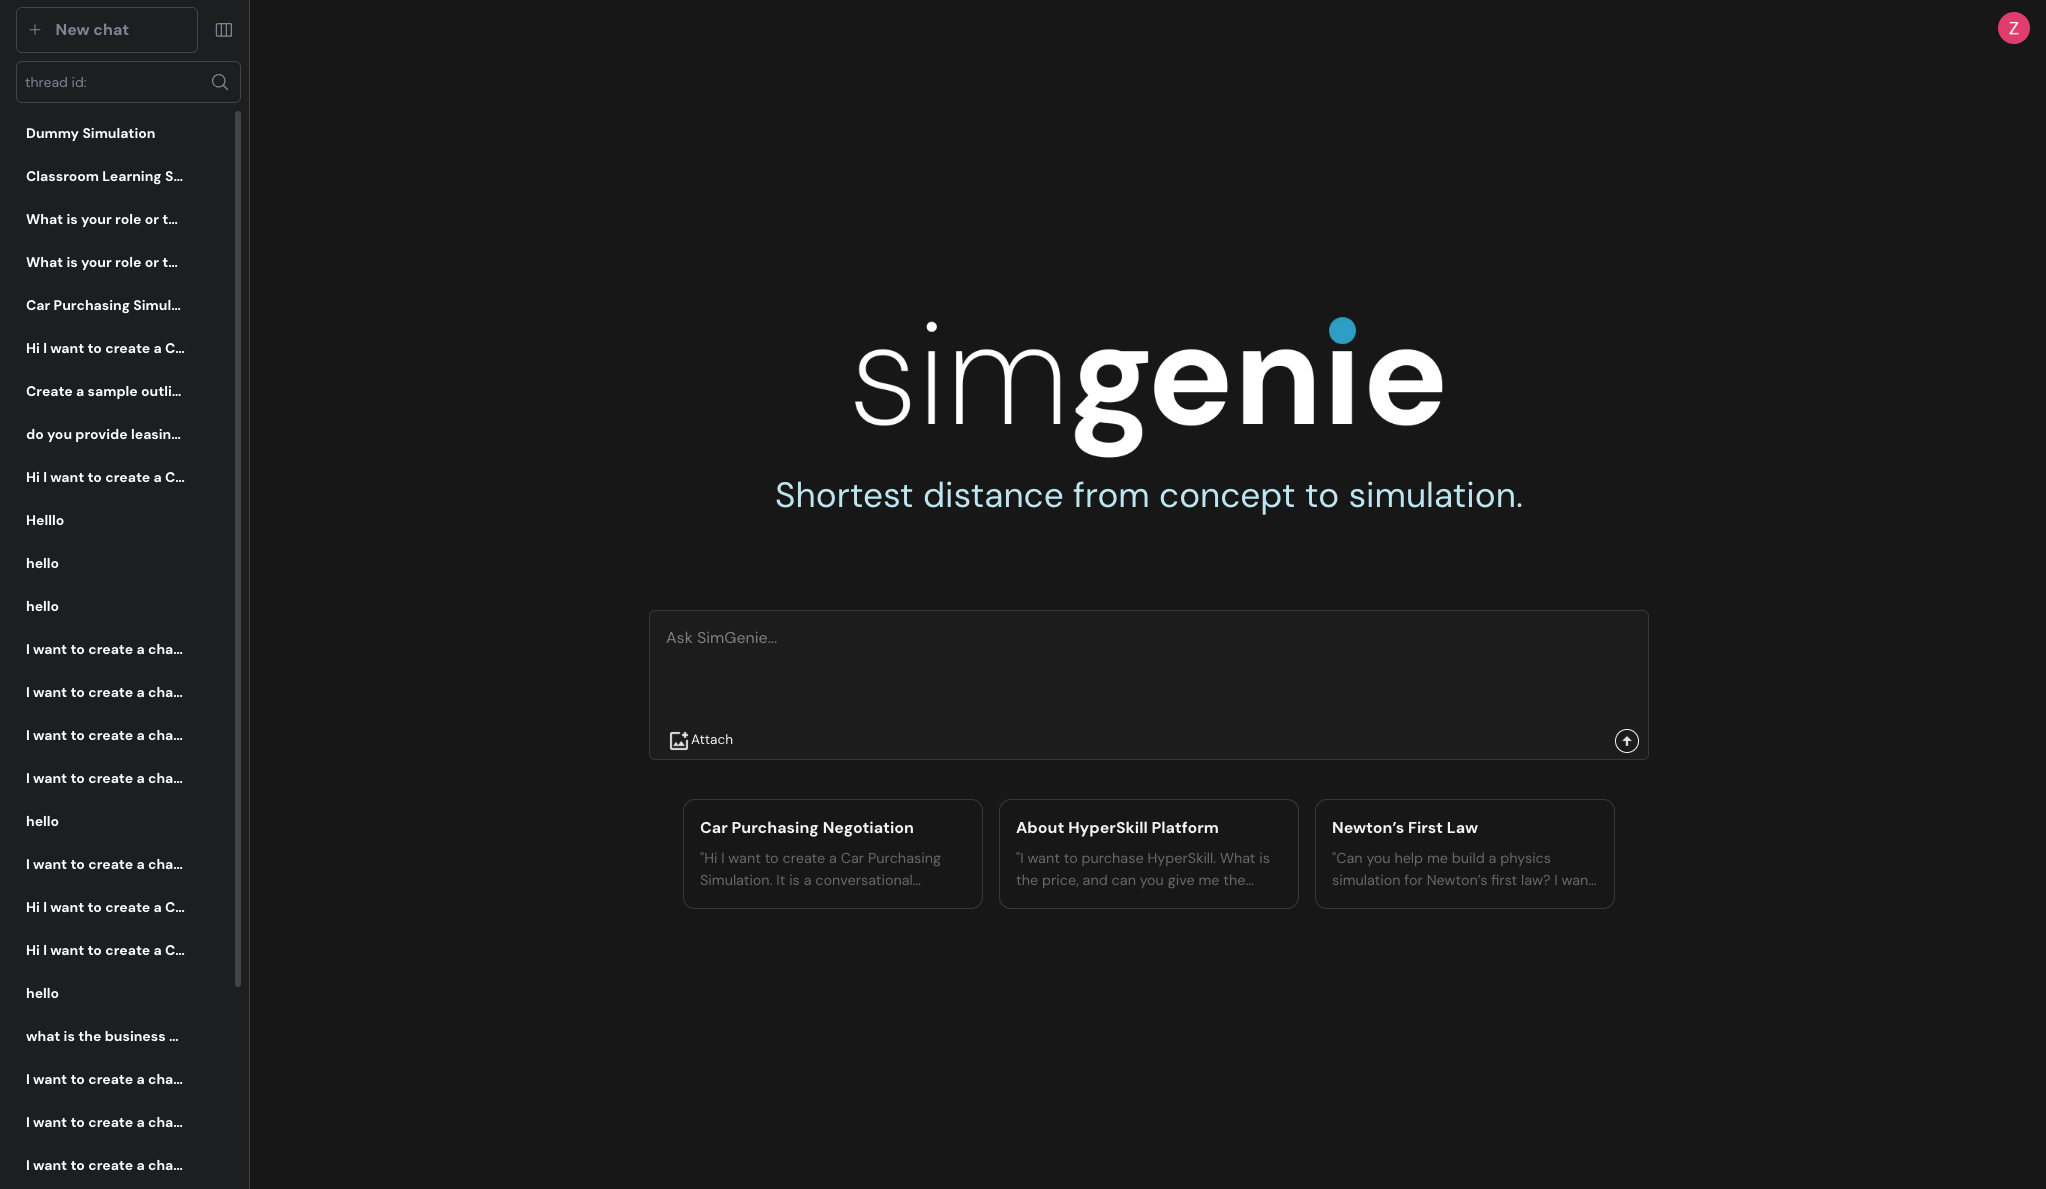 New chat
thread id:
Dummy Simulation
Classroom Learning S...
What is your role or t...
What is your role or t...
Car Purchasing Simul...
Hi I want to create a C...
Create a sample outli...
do you provide leasin...
Hi I want to create a C...
Helllo
hello
hello
I want to create a cha...
I want to create a cha...
I want to create a cha...
I want to create a cha...
hello
I want to create a cha...
Hi I want to create a C...
Hi I want to create a C...
hello
what is the business ...
I want to create a cha...
I want to create a cha...
I want to create a cha...
Z
simgenie
Shortest distance from concept to simulation.
Ask SimGenie...
Attach
Car Purchasing Negotiation
"Hi I want to create a Car Purchasing
Simulation. It is a conversational...
About HyperSkill Platform
"I want to purchase HyperSkill. What is
the price, and can you give me the...
Newton's First Law
"Can you help me build a physics
simulation for Newton's first law? I wan...